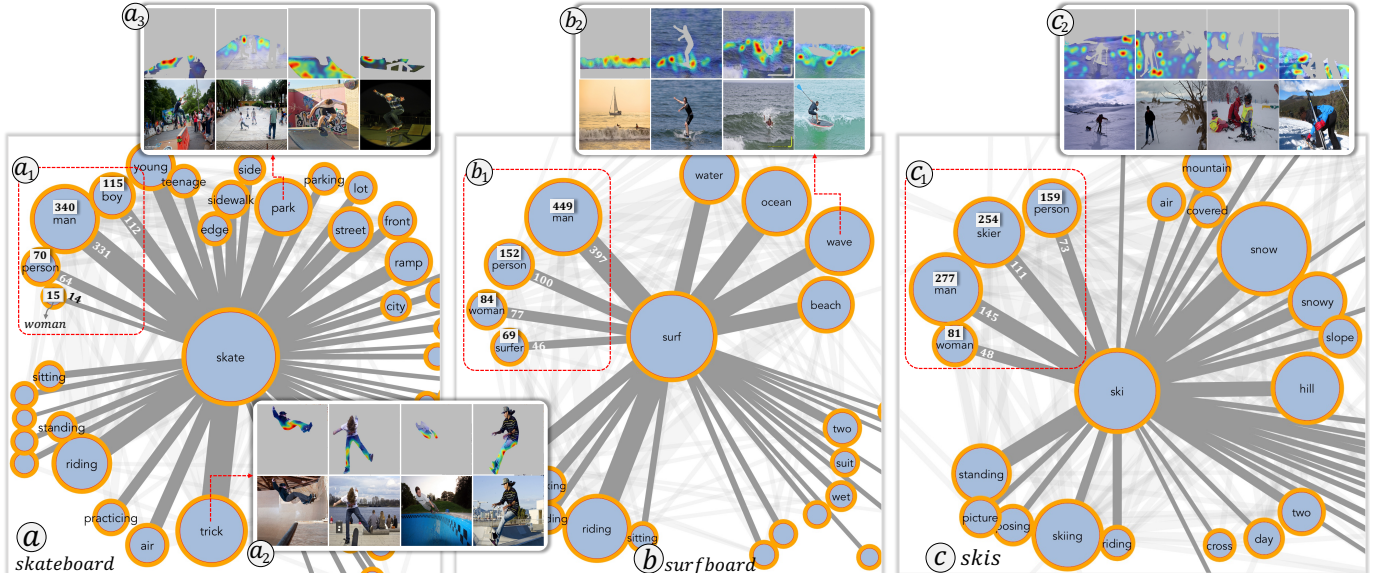 a3
b2
c2
a1
young
teenage
side
115
boy
340
man
sidewalk
edge
parking
lot
park
street
front
ramp
city
112
331
70
person
64
15
14
woman
skate
sitting
standing
riding
practicing
air
trick
a2
a
skateboard
b1
449
man
397
152
person
100
84
woman
77
69
surfer
46
water
ocean
wave
beach
surf
two
suit
wet
riding
sitting
b
surfboard
c1
159
person
73
254
skier
111
277
man
145
81
woman
48
mountain
air
covered
snow
snowy
slope
hill
ski
standing
picture
posing
skiing
riding
cross
day
two
c
skis